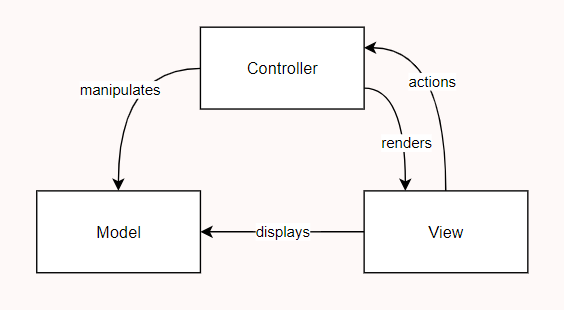 Controller
manipulates
actions
renders
Model
displays
View